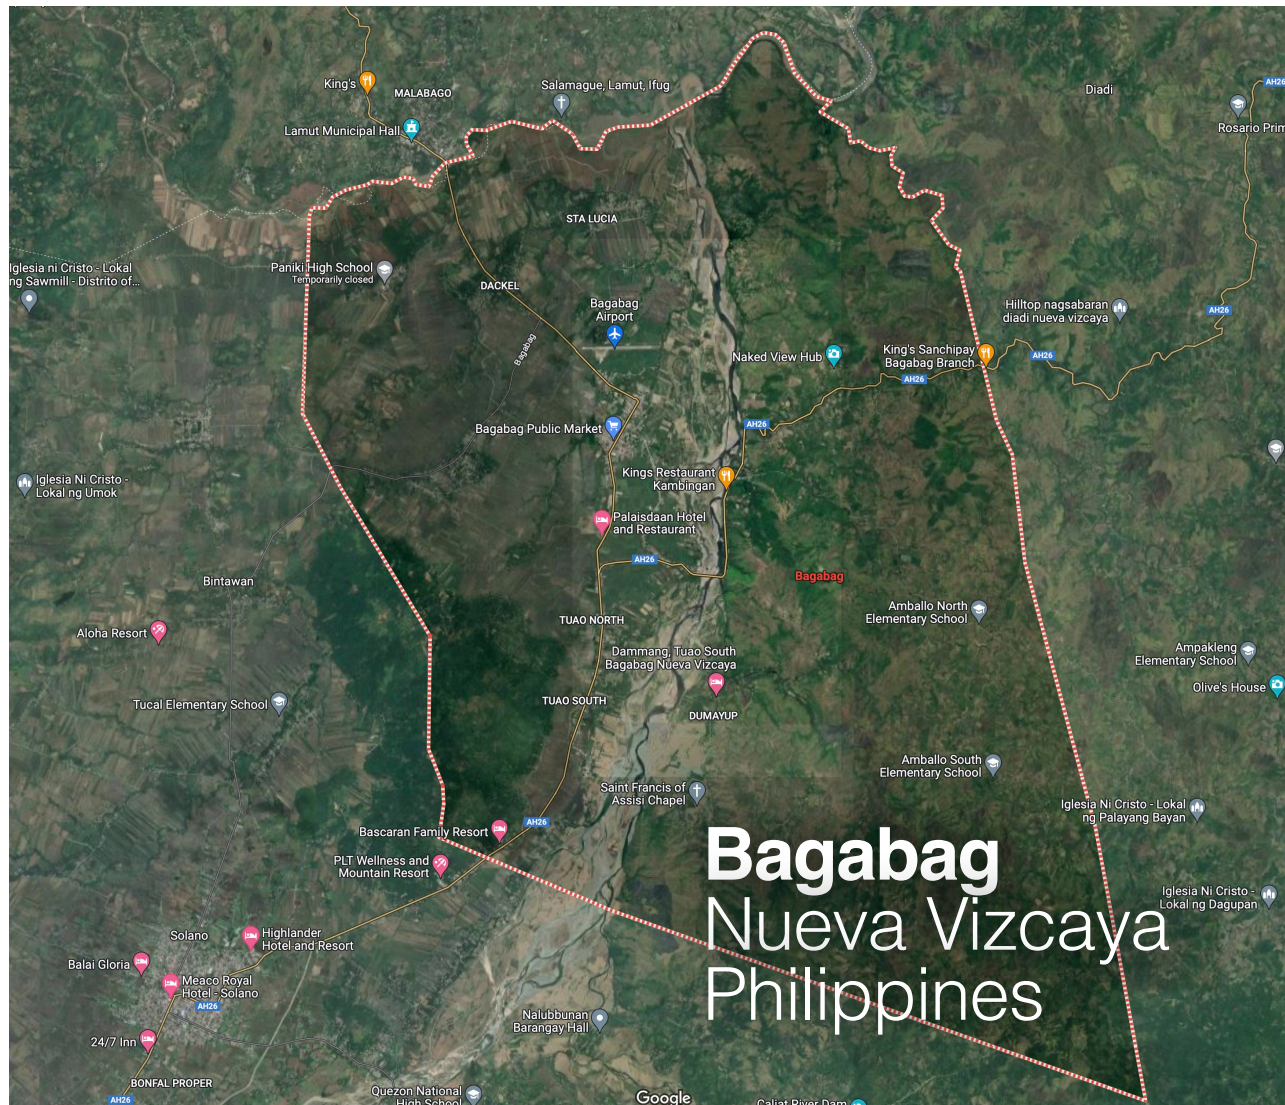 AH26
King's
Salamague, Lamut, Ifug
Diadi
MALABAGO
Lamut Municipal Hall
Rosario Prim
STA LUCIA
Iglesia ni Cristo - Lokal
ng Sawmill - Distrito of...
Paniki High School
Temporarily closed
DACKEL
Bagabag
Airport
Hilltop nagsabaran
diadi nueva vizcaya
AH26
Bagabag
Naked View Hub
King's Sanchipay
Bagabag Branch
AH26
AH26
Bagabag Public Market
AH26
Iglesia Ni Cristo -
Lokal ng Umok
Kings Restaurant
Kambingan
Palaisdaan Hotel
and Restaurant
AH26
Bagabag
Bintawan
Amballo North
Elementary School
TUAO NORTH
Aloha Resort
Dammang, Tuao South
Bagabag Nueva Vizcaya
Ampakleng
Elementary School
Olive's House
Tucal Elementary School
TUAO SOUTH
DUMAYUP
Amballo South
Elementary School
Saint Francis of
Assisi Chapel
Iglesia Ni Cristo - Lokal
ng Palayang Bayan
Bascaran Family Resort
AH26
PLT Wellness and
Mountain Resort
Bagabag
Nueva Vizcaya
Philippines
Iglesia Ni Cristo -
Lokal ng Dagupan
Solano
Highlander
Hotel and Resort
Balai Gloria
Meaco Royal
Hotel - Solano
AH26
Nalubbunan
Barangay Hall
24/7 Inn
BONFAL PROPER
AH26
Quezon National
High School
Google
Caliat River Dam